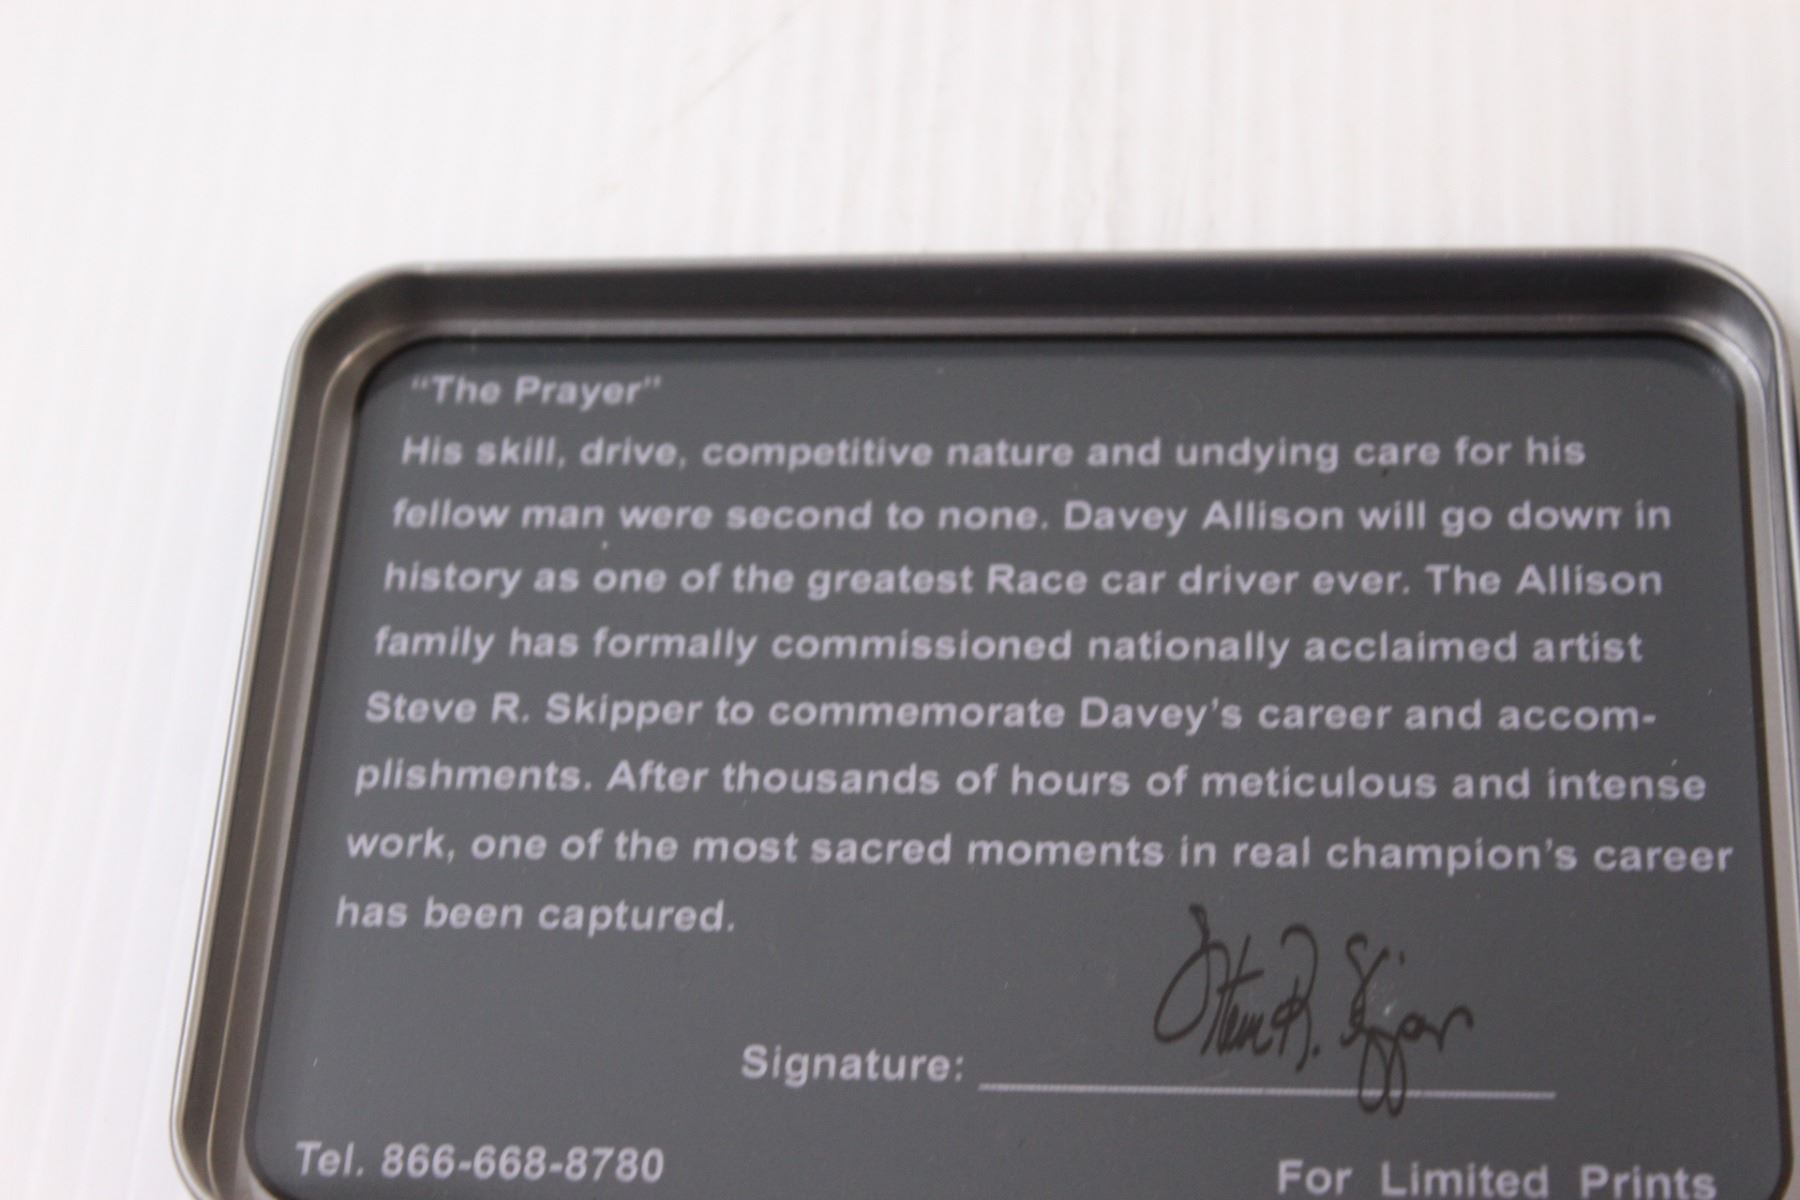 “The Prayer”
His skill, drive, competitive nature and undying care for his
fellow man were second to none. Davey Allison will go down in
history as one of the greatest Race car driver ever. The Allison
family has formally commissioned nationally acclaimed artist
Steve R. Skipper to commemorate Davey’s career and accom-
plishments. After thousands of hours of meticulous and intense
work, one of the most sacred moments in real champion’s career
has been captured.
Steve R. Skipper
Signature:
Tel. 866-668-8780
For Limited Prints